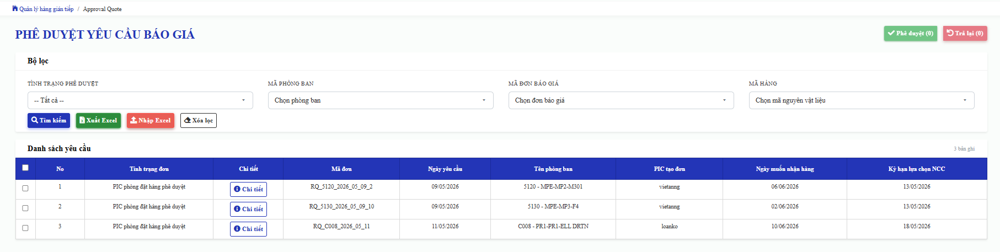 Quản lý hàng gián tiếp / Approval Quote
PHÊ DUYỆT YÊU CẦU BÁO GIÁ
Phê duyệt (0) Trả lại (0)
Bộ lọc
TÌNH TRẠNG PHÊ DUYỆT MÃ PHÒNG BAN MÃ ĐƠN BÁO GIÁ MÃ HÀNG
-- Tất cả -- Chọn phòng ban Chọn đơn báo giá Chọn mã nguyên vật liệu
Tìm kiếm Xuất Excel Nhập Excel Xóa lọc
Danh sách yêu cầu 3 bản ghi
No Tình trạng đơn Chi tiết Mã đơn Ngày yêu cầu Tên phòng ban PIC tạo đơn Ngày muốn nhận hàng Kỳ hạn lựa chọn NCC
1 PIC phòng đặt hàng phê duyệt Chi tiết RQ_5120_2026_05_09_2 09/05/2026 5120 - MPE-MP2-M301 vietanng 06/06/2026 13/05/2026
2 PIC phòng đặt hàng phê duyệt Chi tiết RQ_5130_2026_05_09_10 09/05/2026 5130 - MPE-MP3-F4 vietanng 02/06/2026 13/05/2026
3 PIC phòng đặt hàng phê duyệt Chi tiết RQ_C008_2026_05_11 11/05/2026 C008 - PR1-PR1-ELL DRTN loanko 10/06/2026 18/05/2026